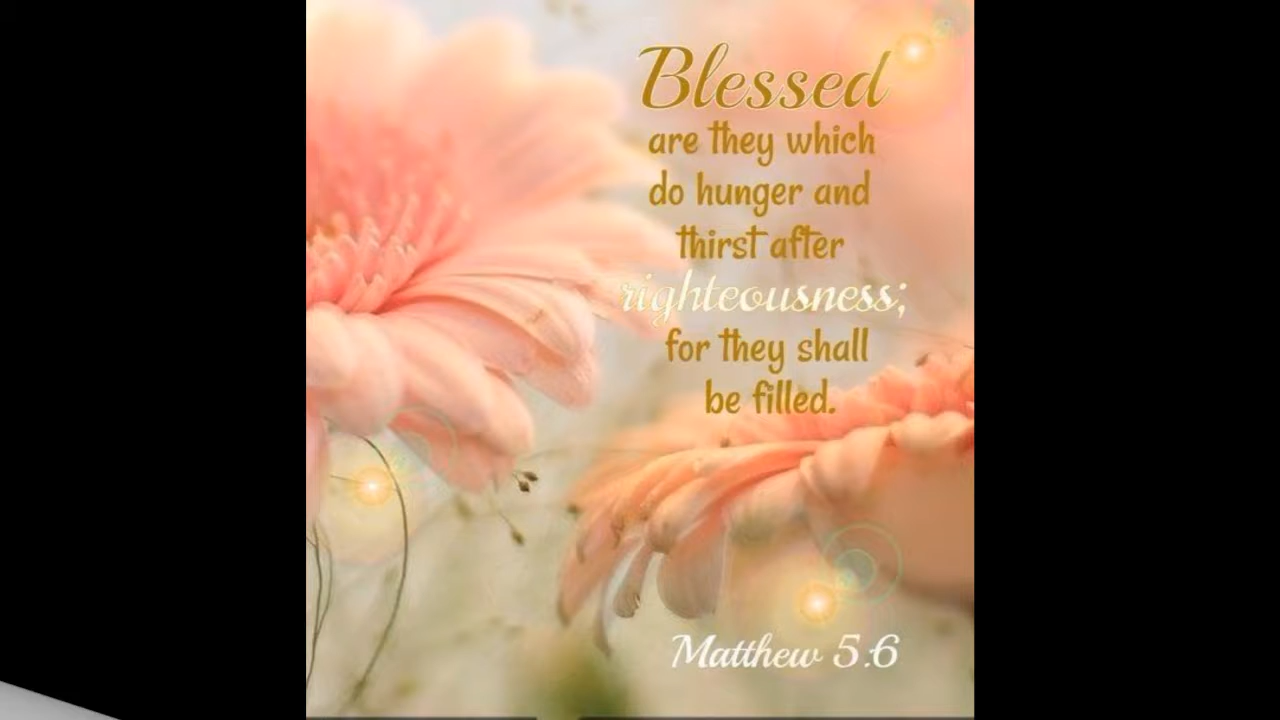 Blessed
are they which
do hunger and
thirst after
righteousness;
for they shall
be filled.
Matthew 5:6